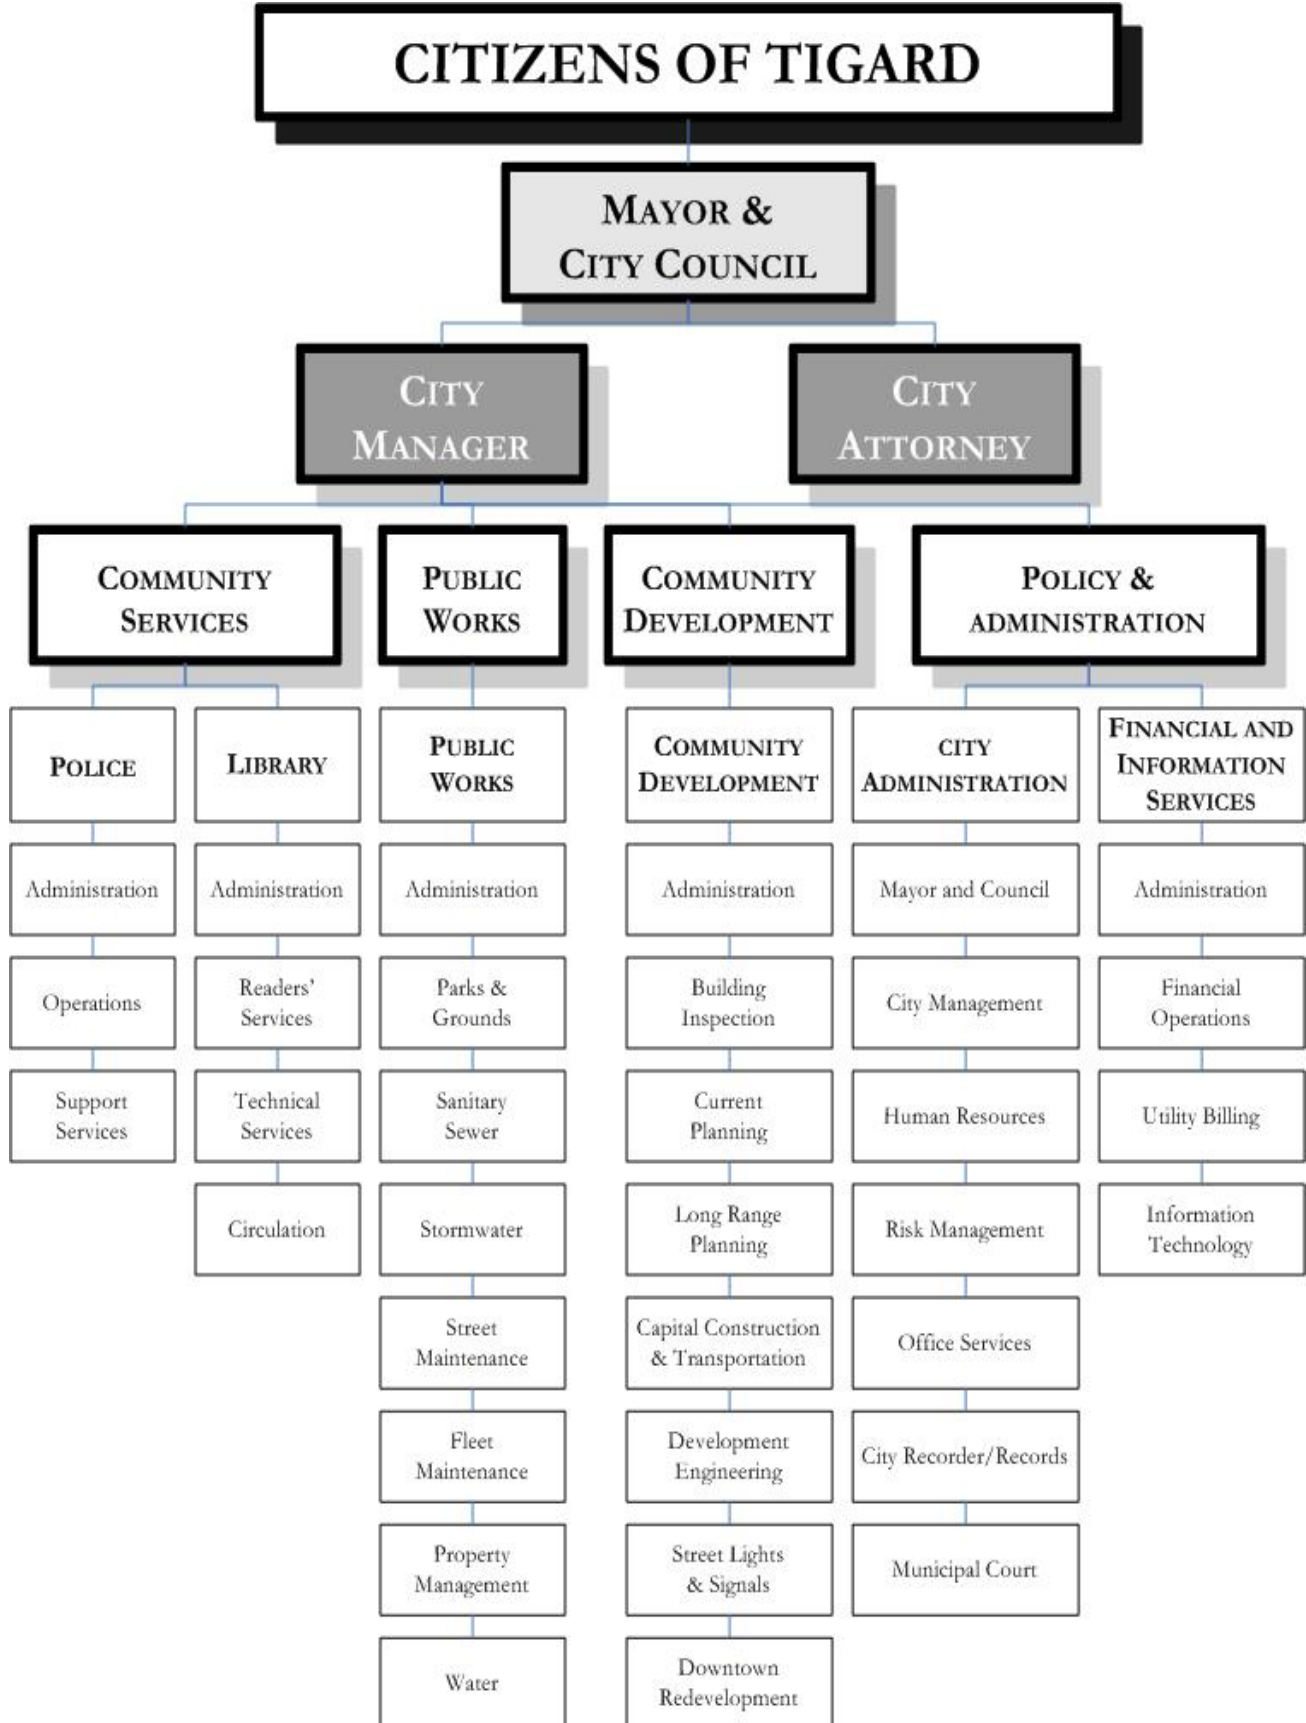 CITIZENS OF TIGARD
MAYOR &
CITY COUNCIL
CITY
MANAGER
CITY
ATTORNEY
COMMUNITY
SERVICES
PUBLIC
WORKS
COMMUNITY
DEVELOPMENT
POLICY &
ADMINISTRATION
POLICE
Administration
Operations
Support
Services
LIBRARY
Administration
Readers'
Services
Technical
Services
Circulation
PUBLIC
WORKS
Administration
Parks &
Grounds
Sanitary
Sewer
Stormwater
Street
Maintenance
Fleet
Maintenance
Property
Management
Water
COMMUNITY
DEVELOPMENT
Administration
Building
Inspection
Current
Planning
Long Range
Planning
Capital Construction
& Transportation
Development
Engineering
Street Lights
& Signals
Downtown
Redevelopment
CITY
ADMINISTRATION
Mayor and Council
City Management
Human Resources
Risk Management
Office Services
City Recorder/Records
Municipal Court
FINANCIAL AND
INFORMATION
SERVICES
Administration
Financial
Operations
Utility Billing
Information
Technology